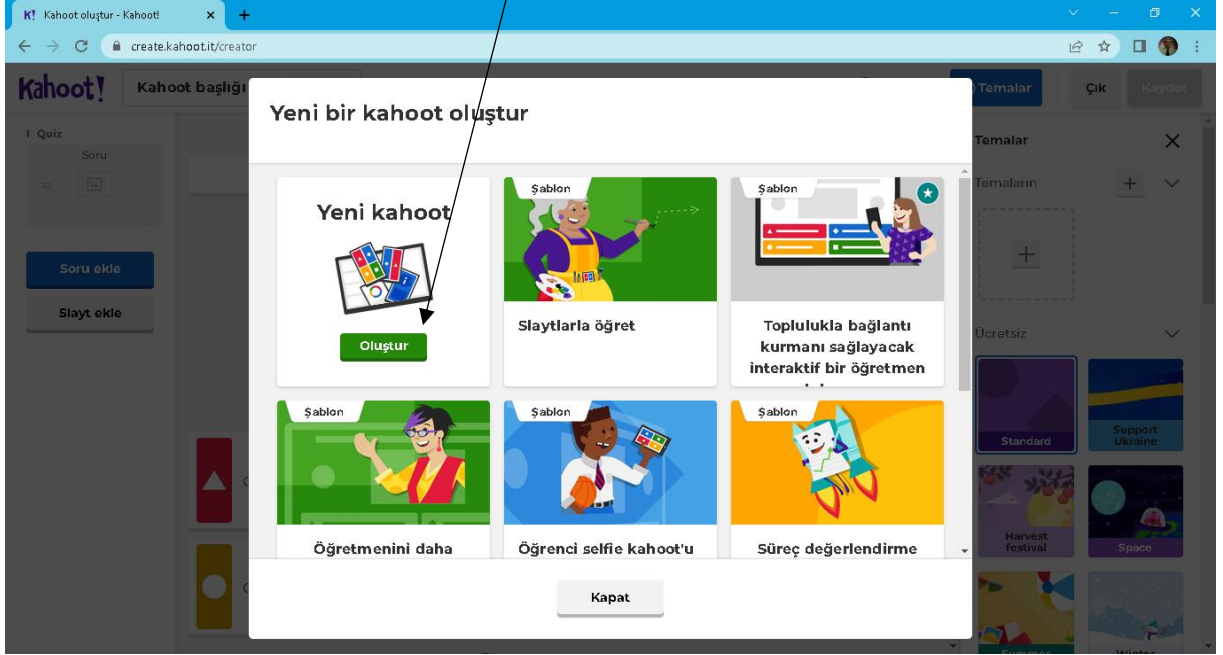 Kahoot oluştur - Kahoot!
create.kahoot.it/creator
Kahoot!
Kahoot başlığı
Temalar
Çık
Kaydet
1 Quiz
Soru
20
Soru ekle
Slayt ekle
Yeni bir kahoot oluştur
Yeni kahoot
Oluştur
Şablon
Slaytlarla öğret
Şablon
Toplulukla bağlantı
kurmanı sağlayacak
interaktif bir öğretmen
Şablon
Öğretmenini daha
Şablon
Öğrenci selfie kahoot'u
Şablon
Süreç değerlendirme
Kapat
Temalar
Temaların
Ücretsiz
Standard
Support
Ukraine
Harvest
festival
Space
Summer
Winter